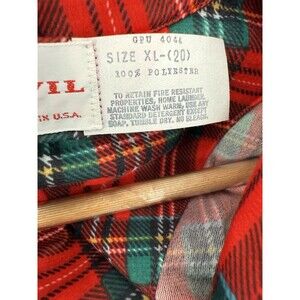 GPU 4044
SIZE XL-(20)
100% POLYESTER
TO RETAIN FIRE RESISTANT
PROPERTIES, HOME LAUNDER.
MACHINE WASH WARM, USE ANY
STANDARD DETERGENT EXCEPT
SOAP, TUMBLE DRY. NO BLEACH.
VIL
IN U.S.A.